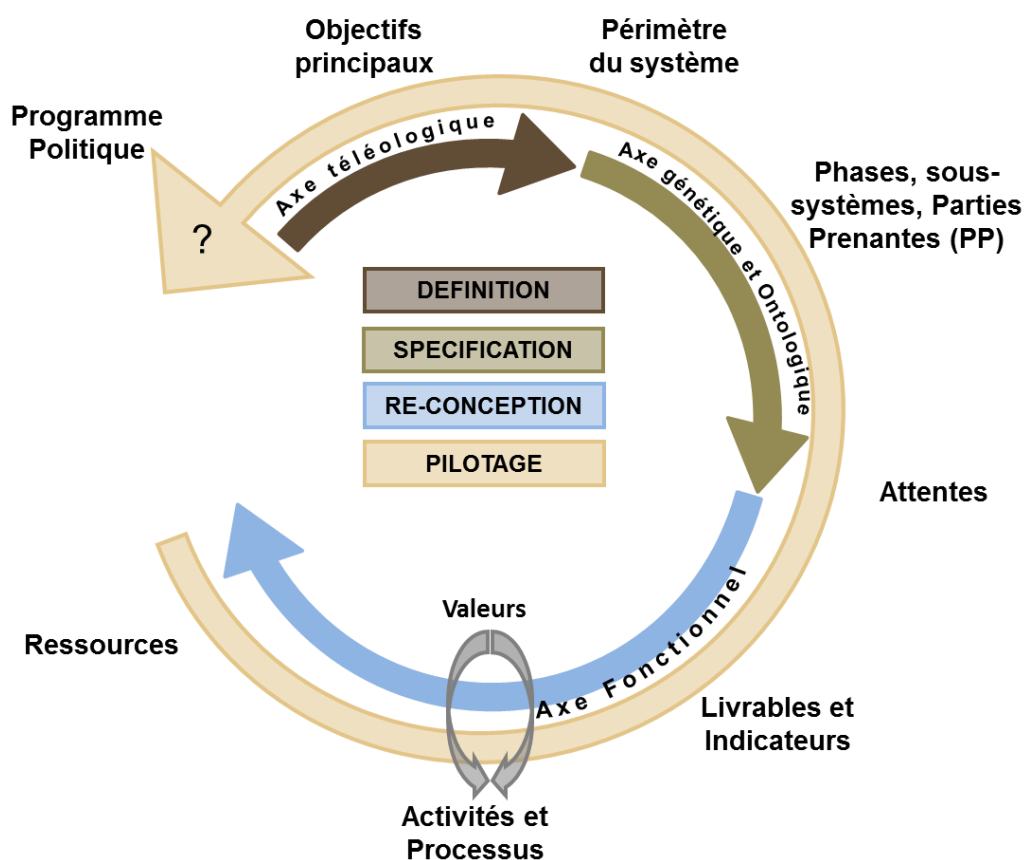 Objectifs
principaux
Périmètre
du système
Programme
Politique
Axe téléologique
Axe génétique et Ontologique
Phases, sous-
systèmes, Parties
Prenantes (PP)
?
DEFINITION
SPECIFICATION
RE-CONCEPTION
PILOTAGE
Attentes
Valeurs
Axe Fonctionnel
Ressources
Livrables et
Indicateurs
Activités et
Processus